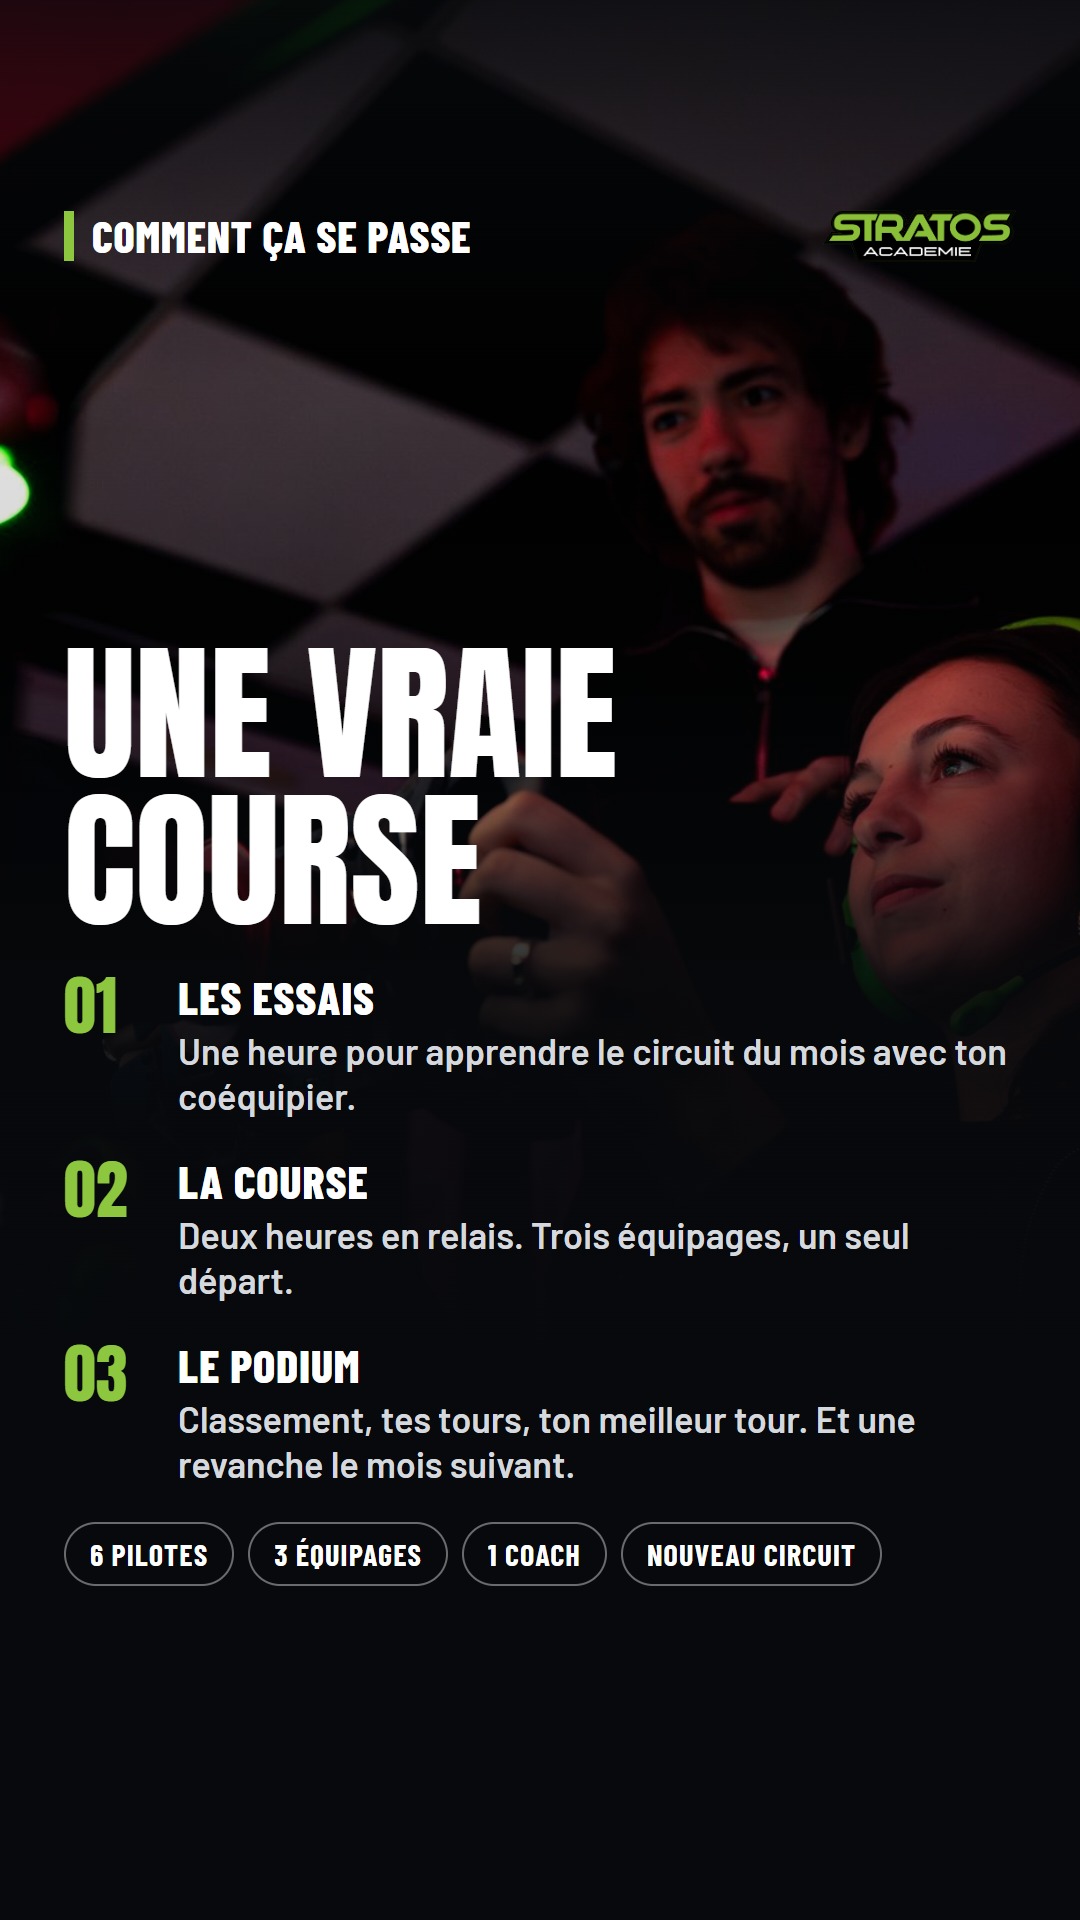 COMMENT ÇA SE PASSE
STRATOS
ACADEMIE
UNE VRAIE
COURSE
01
LES ESSAIS
Une heure pour apprendre le circuit du mois avec ton
coéquipier.
02
LA COURSE
Deux heures en relais. Trois équipages, un seul
départ.
03
LE PODIUM
Classement, tes tours, ton meilleur tour. Et une
revanche le mois suivant.
6 PILOTES
3 ÉQUIPAGES
1 COACH
NOUVEAU CIRCUIT